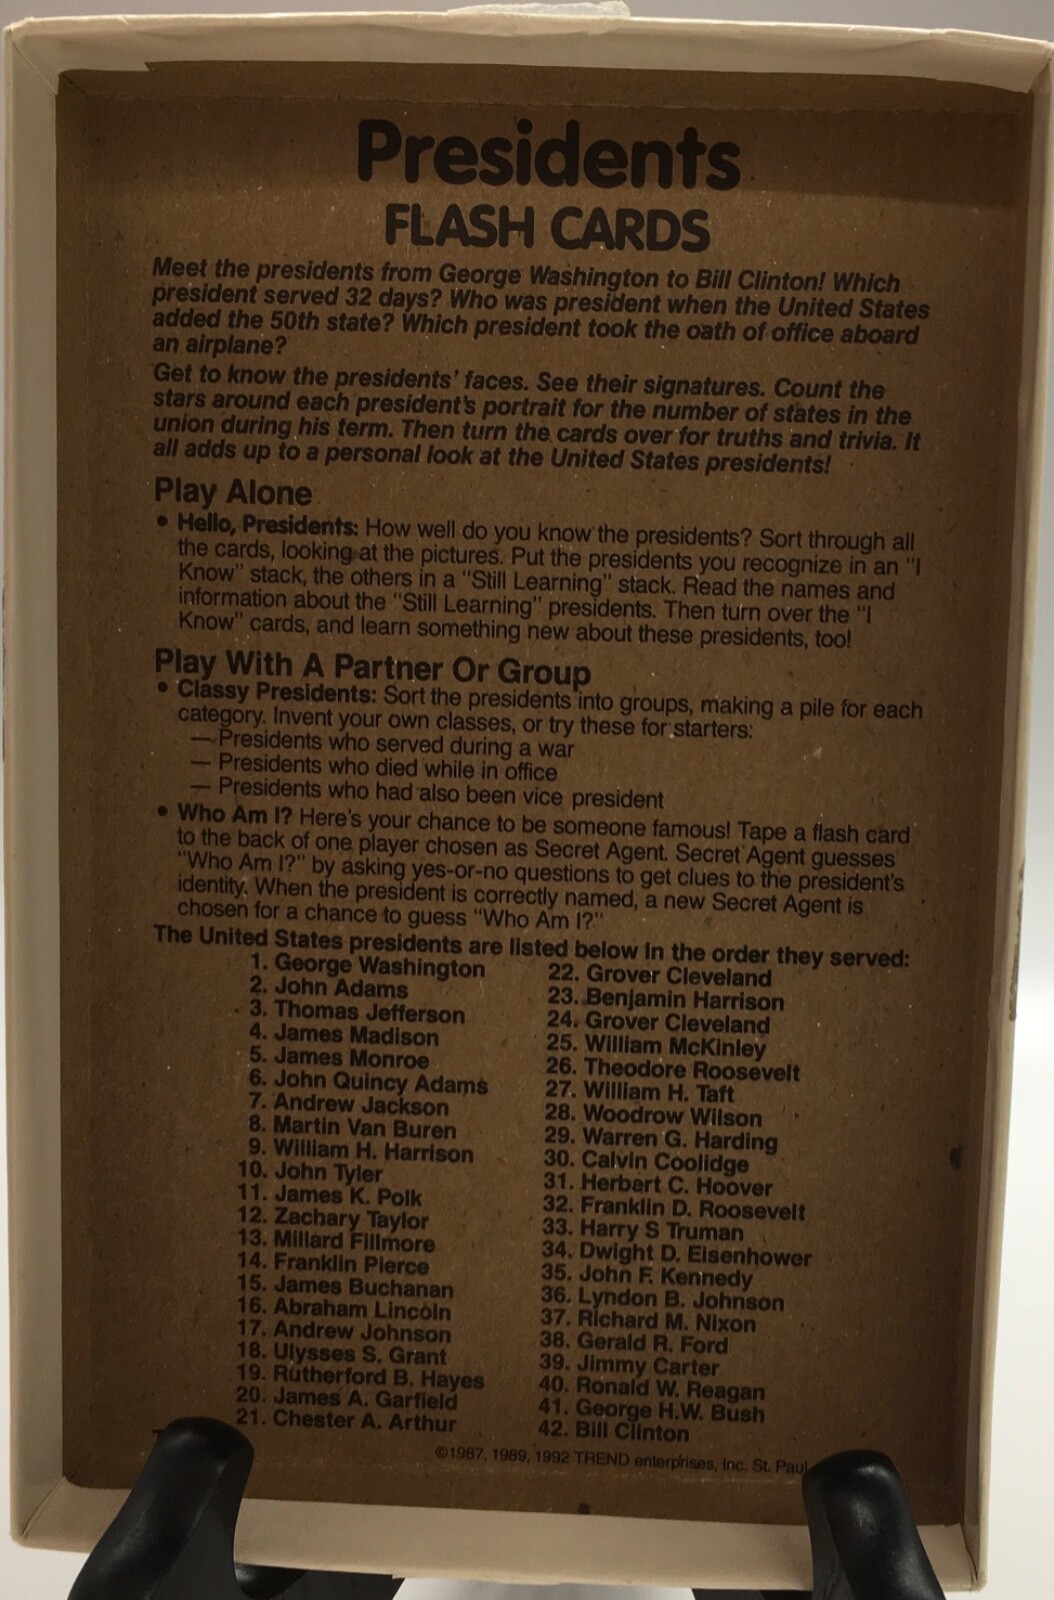 Presidents
FLASH CARDS
Meet the presidents from George Washington to Bill Clinton! Which
president served 32 days? Who was president when the United States
added the 50th state? Which president took the oath of office aboard
an airplane?
Get to know the presidents' faces. See their signatures. Count the
stars around each president's portrait for the number of states in the
union during his term. Then turn the cards over for truths and trivia. It
all adds up to a personal look at the United States presidents!
Play Alone
• Hello, Presidents: How well do you know the presidents? Sort through all
the cards, looking at the pictures. Put the presidents you recognize in an "I
Know" stack, the others in a "Still Learning" stack. Read the names and
information about the "Still Learning" presidents. Then turn over the "I
Know" cards, and learn something new about these presidents, too!
Play With A Partner Or Group
• Classy Presidents: Sort the presidents into groups, making a pile for each
category. Invent your own classes, or try these for starters:
— Presidents who served during a war
— Presidents who died while in office
— Presidents who had also been vice president
• Who Am I? Here's your chance to be someone famous! Tape a flash card
to the back of one player chosen as Secret Agent. Secret Agent guesses
"Who Am I?" by asking yes-or-no questions to get clues to the president's
identity. When the president is correctly named, a new Secret Agent is
chosen for a chance to guess "Who Am I?"
The United States presidents are listed below in the order they served:
1. George Washington
2. John Adams
3. Thomas Jefferson
4. James Madison
5. James Monroe
6. John Quincy Adams
7. Andrew Jackson
8. Martin Van Buren
9. William H. Harrison
10. John Tyler
11. James K. Polk
12. Zachary Taylor
13. Millard Fillmore
14. Franklin Pierce
15. James Buchanan
16. Abraham Lincoln
17. Andrew Johnson
18. Ulysses S. Grant
19. Rutherford B. Hayes
20. James A. Garfield
21. Chester A. Arthur
22. Grover Cleveland
23. Benjamin Harrison
24. Grover Cleveland
25. William McKinley
26. Theodore Roosevelt
27. William H. Taft
28. Woodrow Wilson
29. Warren G. Harding
30. Calvin Coolidge
31. Herbert C. Hoover
32. Franklin D. Roosevelt
33. Harry S Truman
34. Dwight D. Eisenhower
35. John F. Kennedy
36. Lyndon B. Johnson
37. Richard M. Nixon
38. Gerald R. Ford
39. Jimmy Carter
40. Ronald W. Reagan
41. George H.W. Bush
42. Bill Clinton
©1987, 1989, 1992 TREND enterprises, Inc. St. Paul